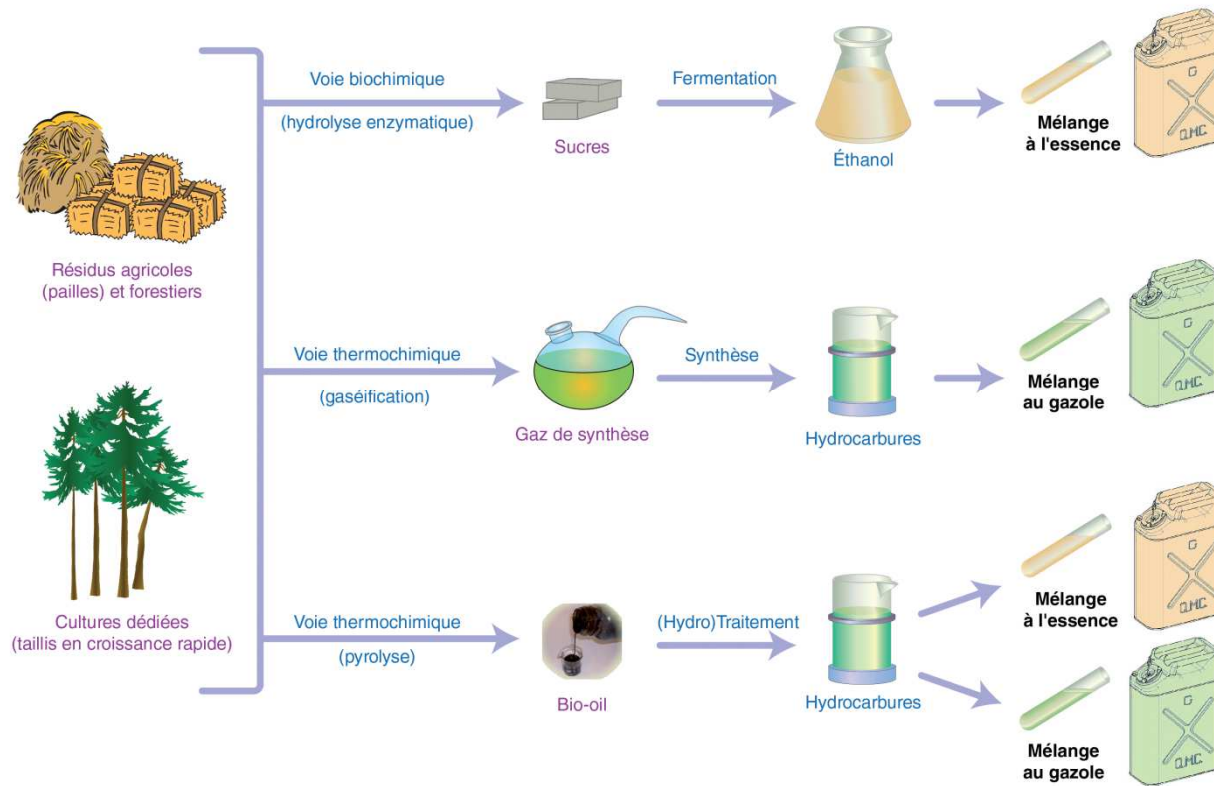 Voie biochimique
(hydrolyse enzymatique)
Sucres
Fermentation
Éthanol
Mélange
à l'essence
G
Q.M.C.
Résidus agricoles
(pailles) et forestiers
Voie thermochimique
(gaséification)
Gaz de synthèse
Synthèse
Hydrocarbures
Mélange
au gazole
G
Q.M.C.
Cultures dédiées
(taillis en croissance rapide)
Voie thermochimique
(pyrolyse)
Bio-oil
(Hydro)Traitement
Hydrocarbures
Mélange
à l'essence
G
Q.M.C.
Mélange
au gazole
G
Q.M.C.